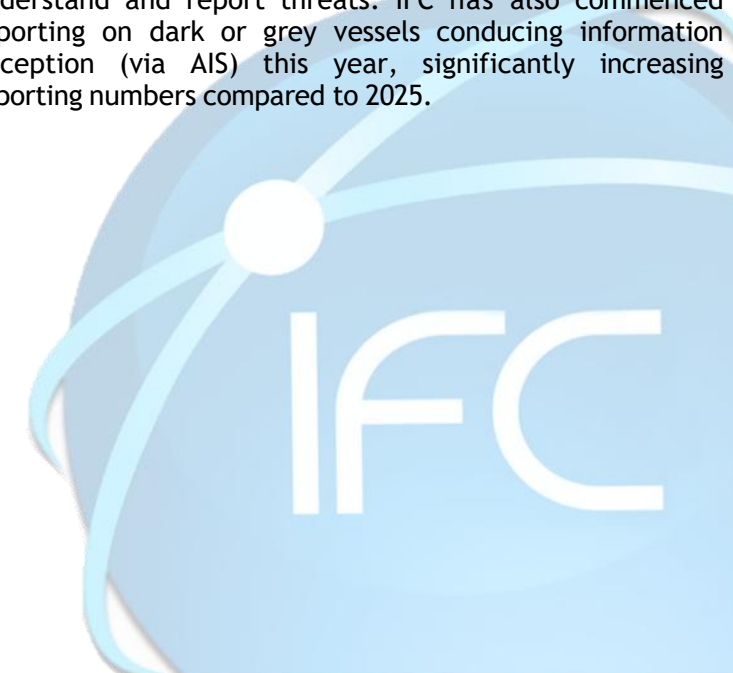 derstand and report threats. IFC has also commenced
porting on dark or grey vessels conducing information
ception (via AIS) this year, significantly increasing
porting numbers compared to 2025.
IFC